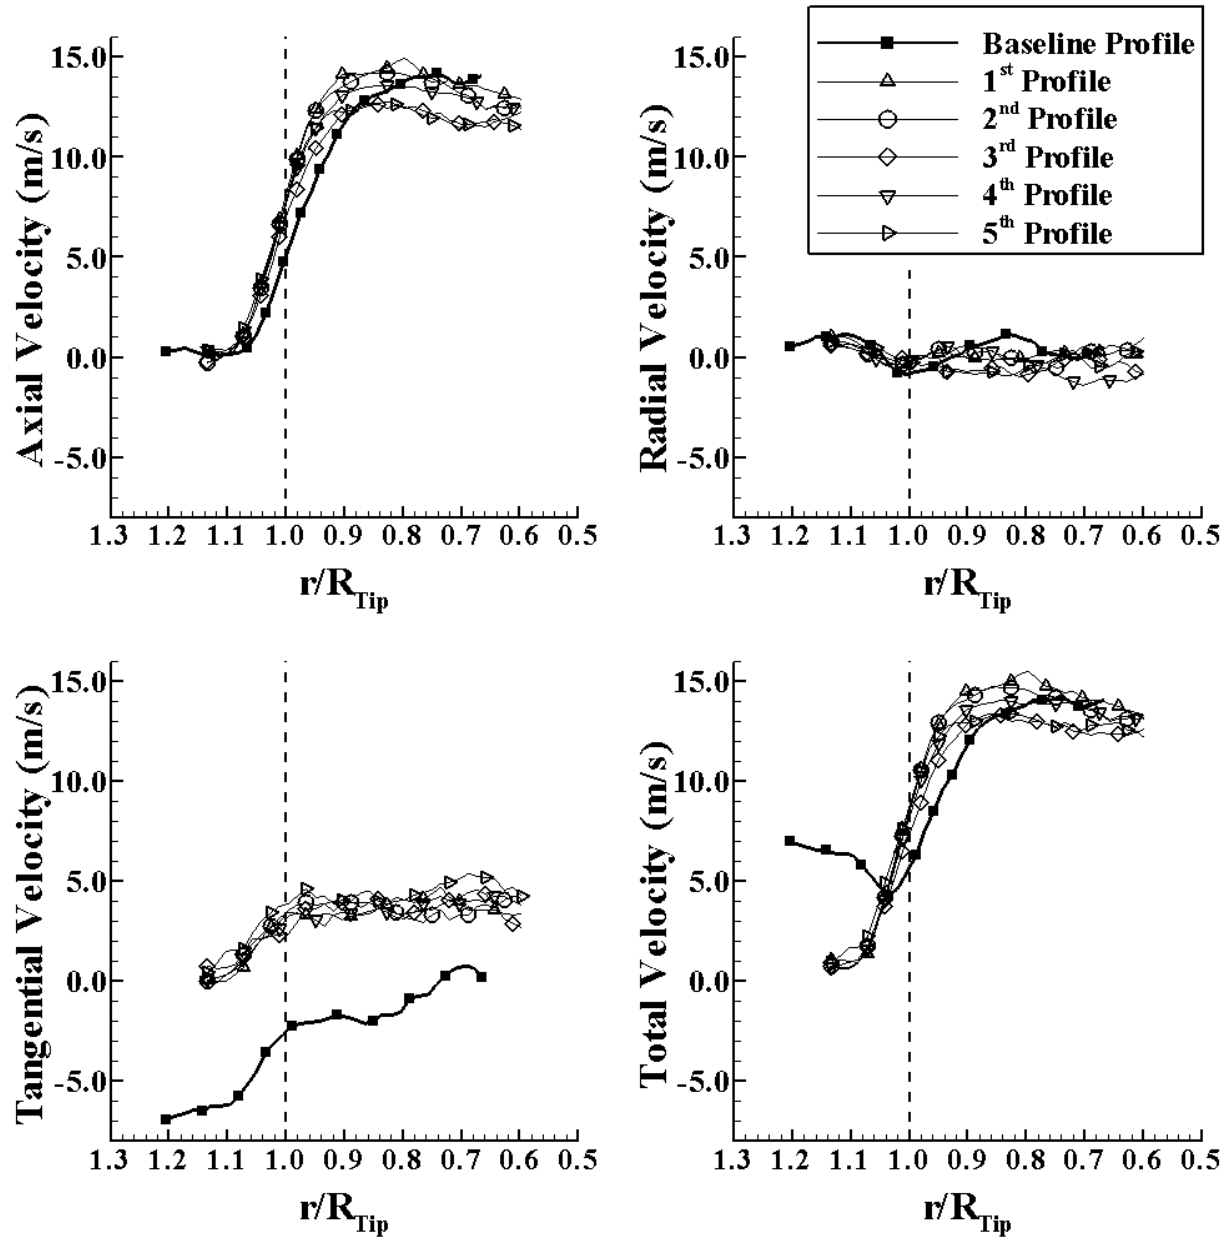 Baseline Profile
1st Profile
2nd Profile
3rd Profile
4th Profile
5th Profile
Axial Velocity (m/s)
15.0
10.0
5.0
0.0
-5.0
1.3 1.2 1.1 1.0 0.9 0.8 0.7 0.6 0.5
r/RTip
Radial Velocity (m/s)
15.0
10.0
5.0
0.0
-5.0
1.3 1.2 1.1 1.0 0.9 0.8 0.7 0.6 0.5
r/RTip
Tangential Velocity (m/s)
15.0
10.0
5.0
0.0
-5.0
1.3 1.2 1.1 1.0 0.9 0.8 0.7 0.6 0.5
r/RTip
Total Velocity (m/s)
15.0
10.0
5.0
0.0
-5.0
1.3 1.2 1.1 1.0 0.9 0.8 0.7 0.6 0.5
r/RTip